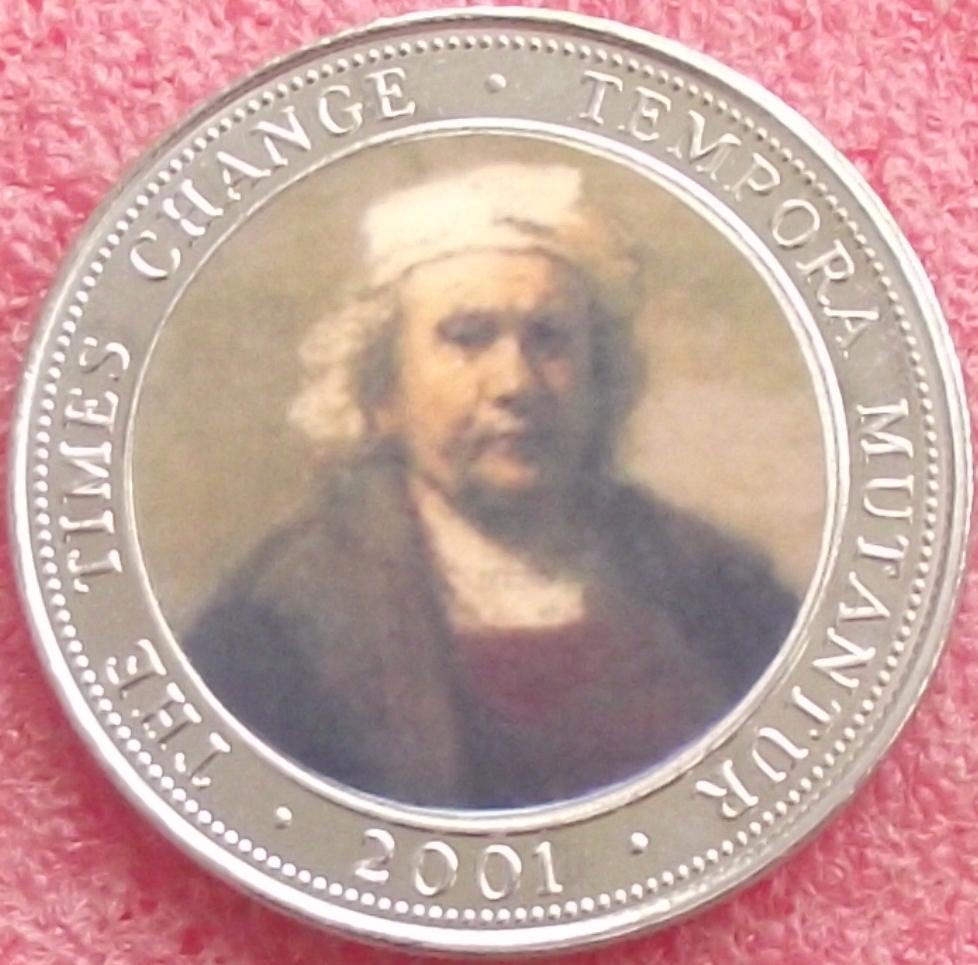 THE TIMES CHANGE · TEMPORA MUTANTUR ·
2001 ·